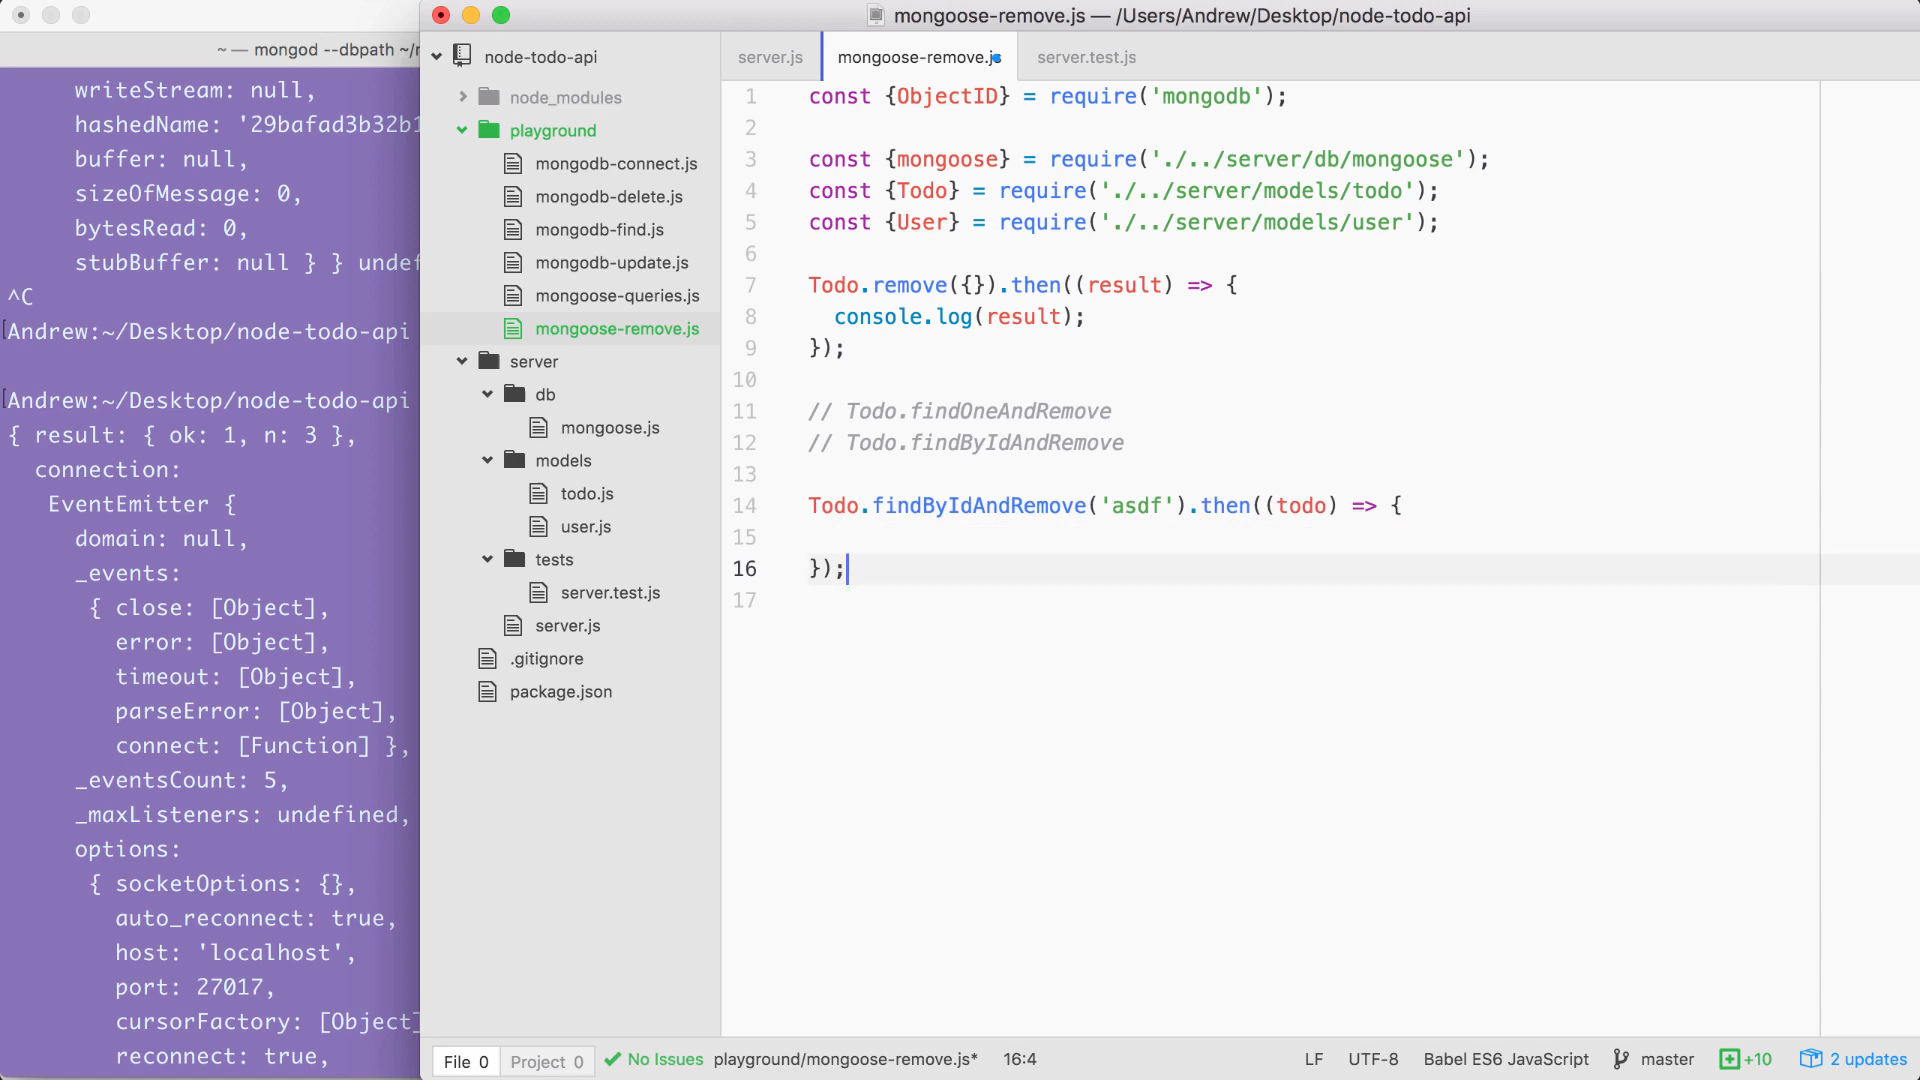 ~ — mongod --dbpath ~/
writeStream: null,
hashedName: '29bafad3b32b1
buffer: null,
sizeOfMessage: 0,
bytesRead: 0,
stubBuffer: null } } undef
^C
[Andrew:~/Desktop/node-todo-api
[Andrew:~/Desktop/node-todo-api
{ result: { ok: 1, n: 3 },
connection:
EventEmitter {
domain: null,
_events:
{ close: [Object],
error: [Object],
timeout: [Object],
parseError: [Object],
connect: [Function] },
_eventsCount: 5,
_maxListeners: undefined,
options:
{ socketOptions: {},
auto_reconnect: true,
host: 'localhost',
port: 27017,
cursorFactory: [Object]
reconnect: true,
mongoose-remove.js — /Users/Andrew/Desktop/node-todo-api
node-todo-api
node_modules
playground
mongodb-connect.js
mongodb-delete.js
mongodb-find.js
mongodb-update.js
mongoose-queries.js
mongoose-remove.js
server
db
mongoose.js
models
todo.js
user.js
tests
server.test.js
server.js
.gitignore
package.json
server.js mongoose-remove.js server.test.js
1 const {ObjectID} = require('mongodb');
2
3 const {mongoose} = require('./../server/db/mongoose');
4 const {Todo} = require('./../server/models/todo');
5 const {User} = require('./../server/models/user');
6
7 Todo.remove({}).then((result) => {
8 console.log(result);
9 });
10
11 // Todo.findOneAndRemove
12 // Todo.findByIdAndRemove
13
14 Todo.findByIdAndRemove('asdf').then((todo) => {
15
16 });
17
File 0 Project 0 No Issues playground/mongoose-remove.js* 16:4 LF UTF-8 Babel ES6 JavaScript master +10 2 updates